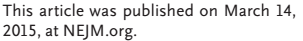 This article was published on March 14,
2015, at NEJM.org.